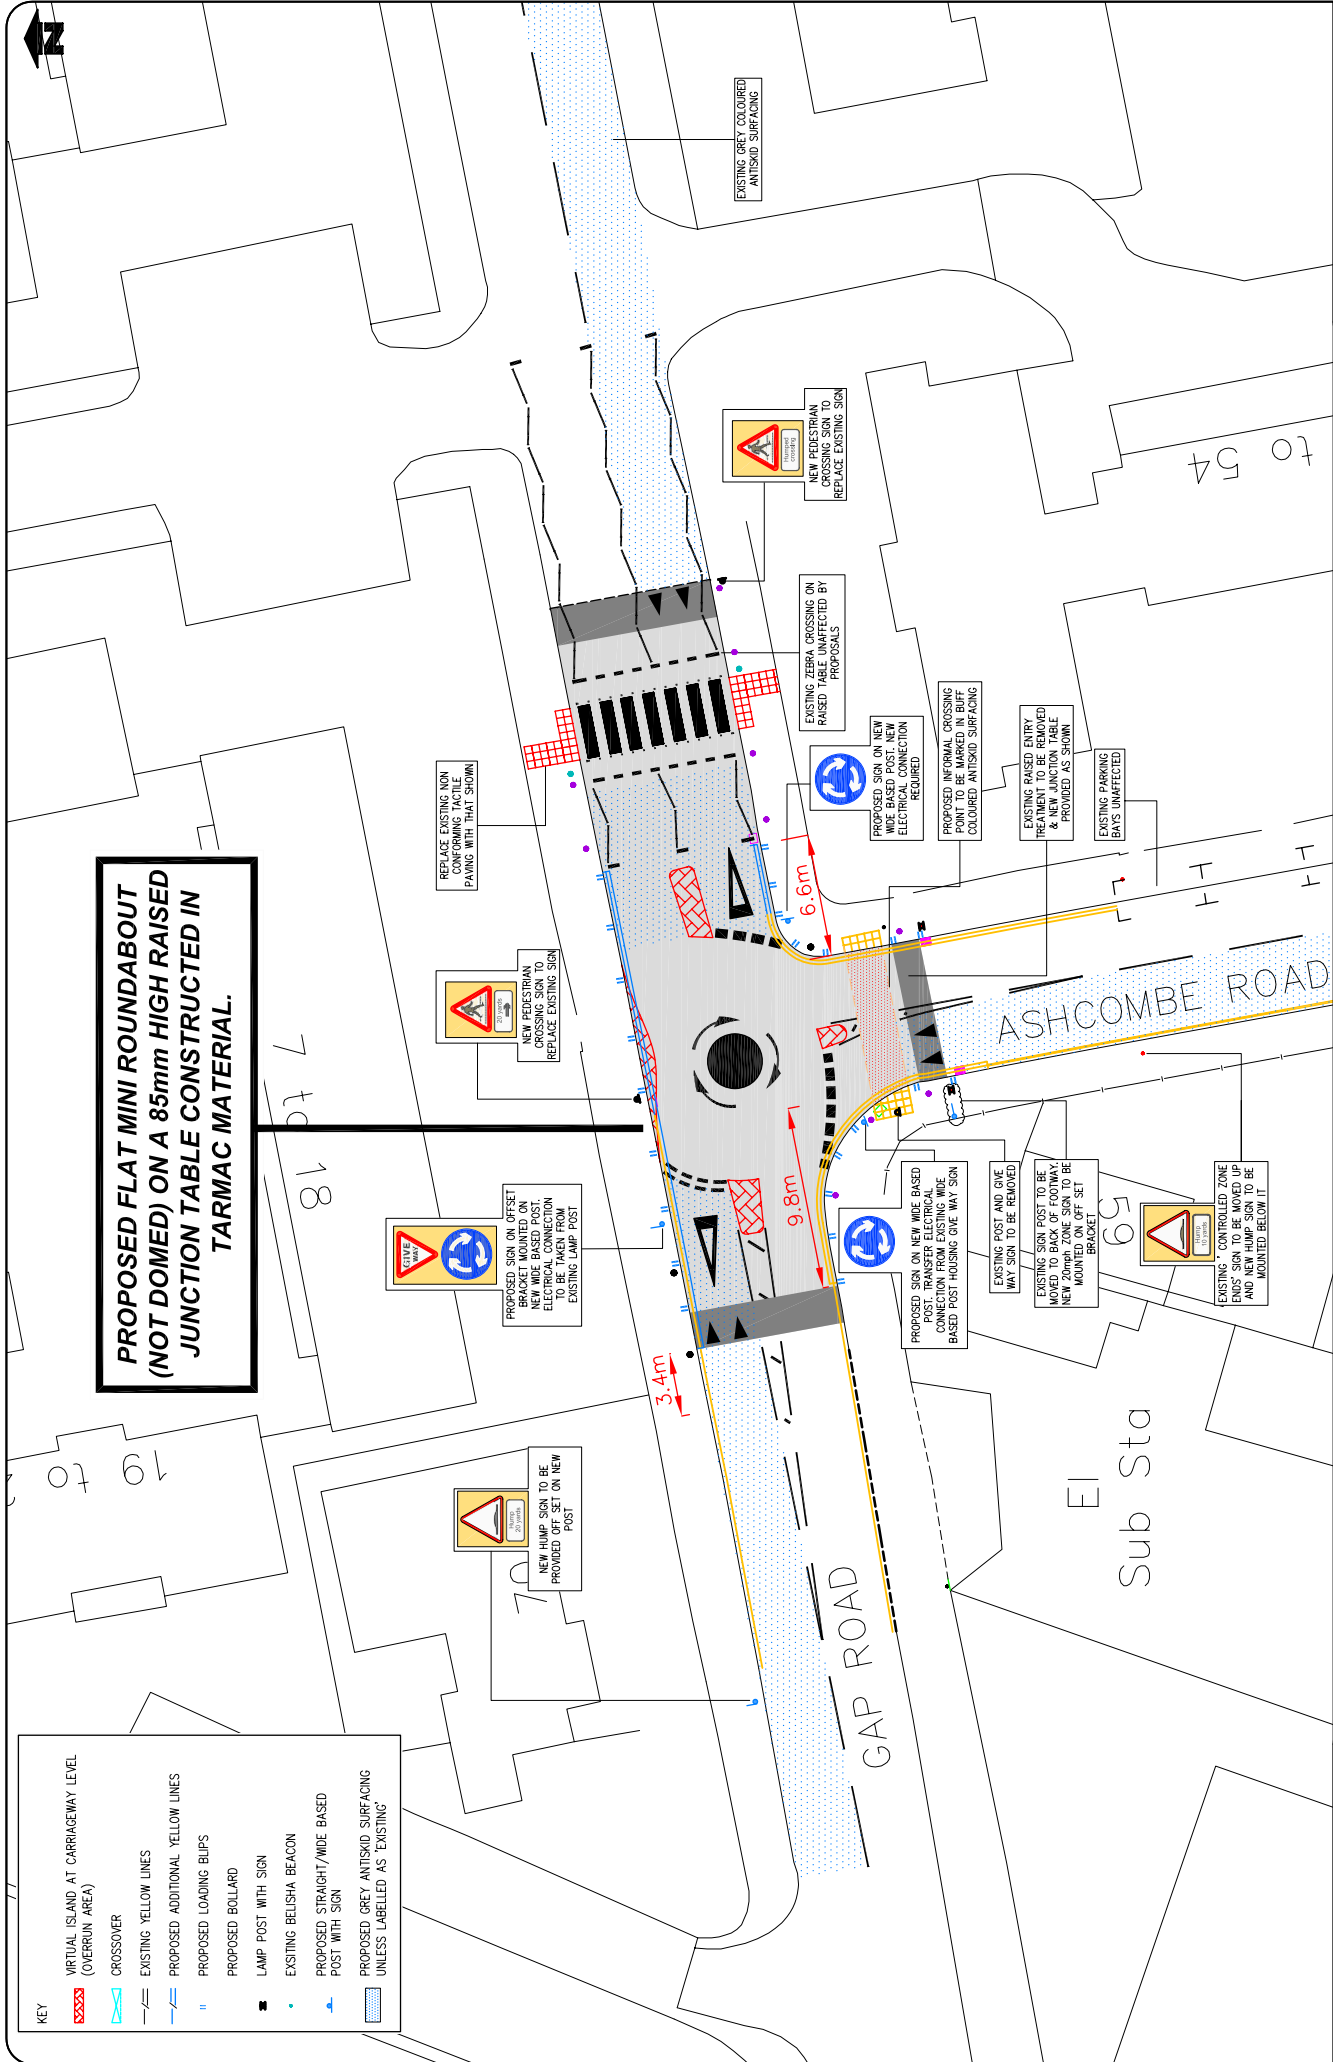 N
PROPOSED FLAT MINI ROUNDABOUT
(NOT DOMED) ON A 85mm HIGH RAISED
JUNCTION TABLE CONSTRUCTED IN
TARMAC MATERIAL.
KEY
VIRTUAL ISLAND AT CARRIAGEWAY LEVEL
(OVERRUN AREA)
CROSSOVER
EXISTING YELLOW LINES
PROPOSED ADDITIONAL YELLOW LINES
PROPOSED LOADING BLIPS
PROPOSED BOLLARD
LAMP POST WITH SIGN
EXSITING BELISHA BEACON
PROPOSED STRAIGHT/WIDE BASED
POST WITH SIGN
PROPOSED GREY ANTISKID SURFACING
UNLESS LABELLED AS 'EXISTING'
Hump
20 yards
NEW HUMP SIGN TO BE
PROVIDED OFF SET ON NEW
POST
GIVE
WAY
PROPOSED SIGN ON OFFSET
BRACKET MOUNTED ON
NEW WIDE BASED POST.
ELECTRICAL CONNECTION
TO BE TAKEN FROM
EXISTING LAMP POST
20 yards
NEW PEDESTRIAN
CROSSING SIGN TO
REPLACE EXISTING SIGN
REPLACE EXISTING NON
CONFORMING TACTILE
PAVING WITH THAT SHOWN
EXISTING GREY COLOURED
ANTISKID SURFACING
Humped
crossing
NEW PEDESTRIAN
CROSSING SIGN TO
REPLACE EXISTING SIGN
EXISTING ZEBRA CROSSING ON
RAISED TABLE UNAFFECTED BY
PROPOSALS
PROPOSED SIGN ON NEW
WIDE BASED POST. NEW
ELECTRICAL CONNECTION
REQUIRED
PROPOSED INFORMAL CROSSING
POINT TO BE MARKED IN BUFF
COLOURED ANTISKID SURFACING
EXISTING RAISED ENTRY
TREATMENT TO BE REMOVED
& NEW JUNCTION TABLE
PROVIDED AS SHOWN
EXISTING PARKING
BAYS UNAFFECTED
PROPOSED SIGN ON NEW WIDE BASED
POST. TRANSFER ELECTRICAL
CONNECTION FROM EXISTING WIDE
BASED POST HOUSING GIVE WAY SIGN
EXISTING POST AND GIVE
WAY SIGN TO BE REMOVED
EXISTING SIGN POST TO BE
MOVED TO BACK OF FOOTWAY.
NEW 20mph ZONE SIGN TO BE
MOUNTED ON OFF SET
BRACKET
Hump
10 yards
EXISTING ' CONTROLLED ZONE
ENDS' SIGN TO BE MOVED UP
AND NEW HUMP SIGN TO BE
MOUNTED BELOW IT
3.4m
9.8m
6.6m
GAP ROAD
ASHCOMBE ROAD
El
Sub Sta
59
to 54
7 to 18
19 to